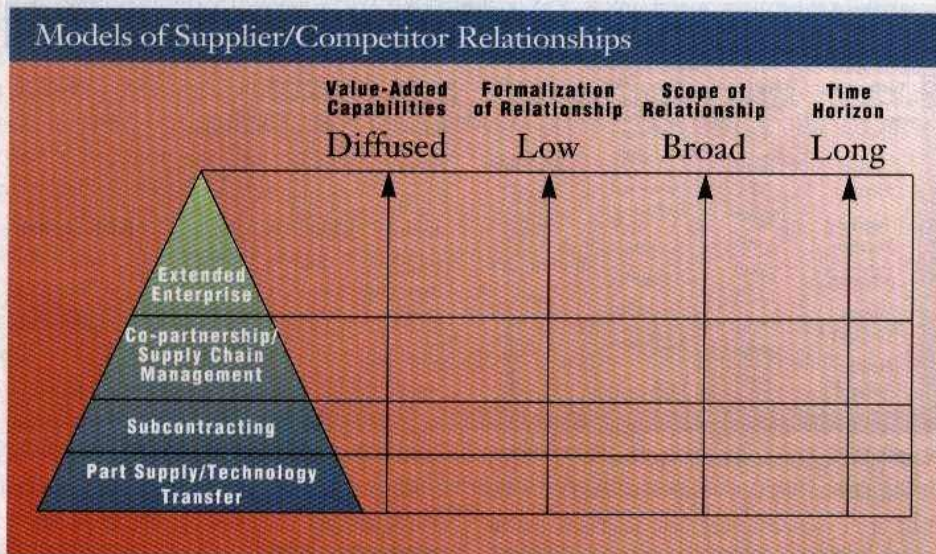 Models of Supplier/Competitor Relationships
Value-Added Capabilities
Diffused
Formalization of Relationship
Low
Scope of Relationship
Broad
Time Horizon
Long
Extended
Enterprise
Co-partnership/
Supply Chain
Management
Subcontracting
Part Supply/Technology
Transfer